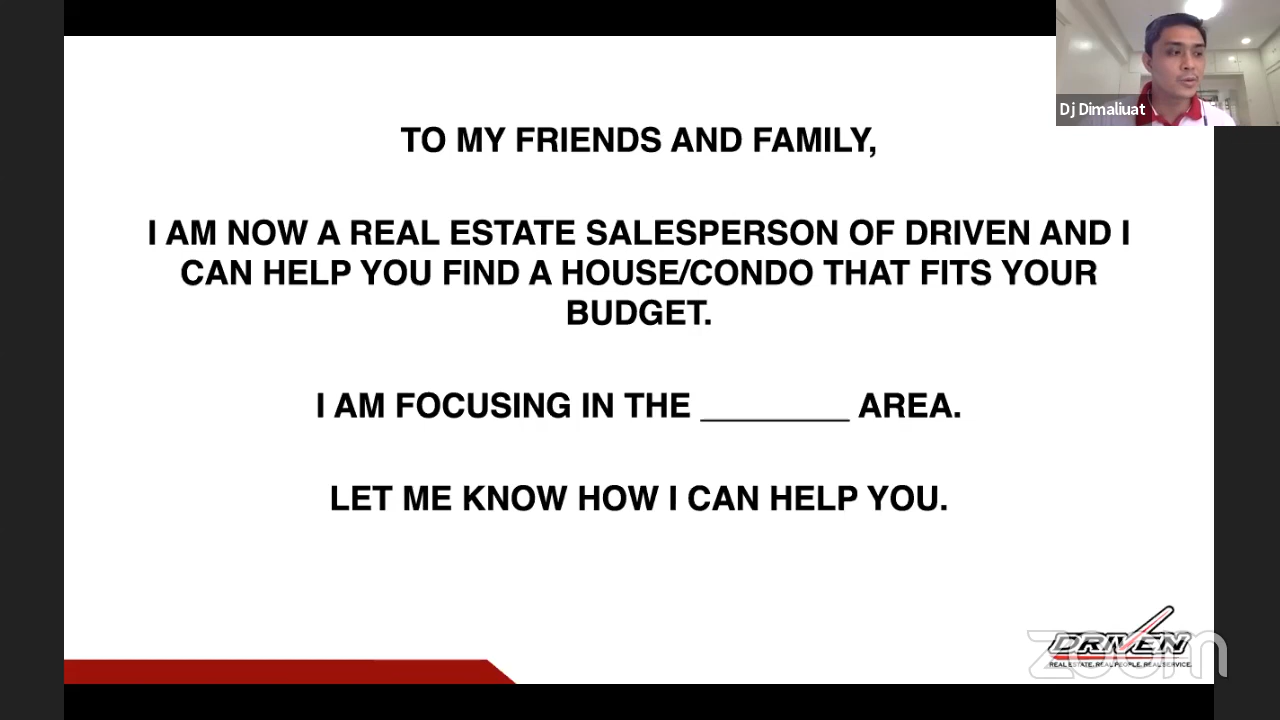 Dj Dimaliuat
TO MY FRIENDS AND FAMILY,
I AM NOW A REAL ESTATE SALESPERSON OF DRIVEN AND I
CAN HELP YOU FIND A HOUSE/CONDO THAT FITS YOUR
BUDGET.
I AM FOCUSING IN THE ________ AREA.
LET ME KNOW HOW I CAN HELP YOU.
DRIVEN
REAL ESTATE. REAL PEOPLE. REAL SERVICE.
zoom